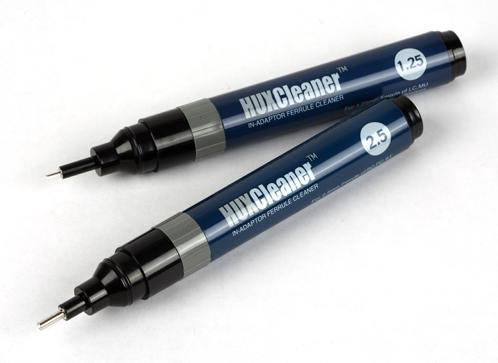 HUXCleaner™
IN-ADAPTOR FERRULE CLEANER
1.25
HUXCleaner™
IN-ADAPTOR FERRULE CLEANER
2.5